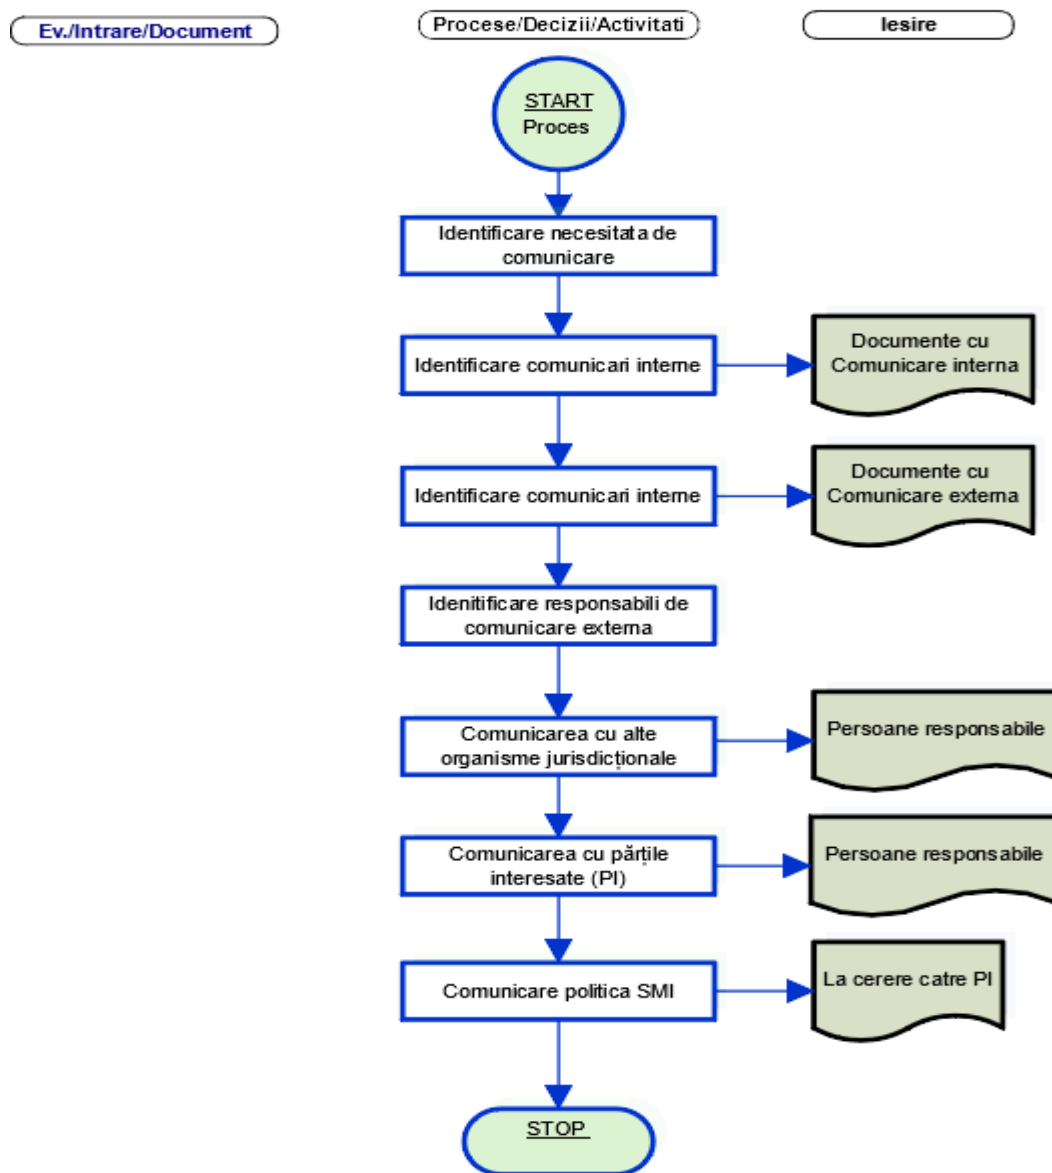 Ev./Intrare/Document
Procese/Decizii/Activitati
Iesire
START
Proces
Identificare necesitata de
comunicare
Identificare comunicari interne
Documente cu
Comunicare interna
Identificare comunicari interne
Documente cu
Comunicare externa
Idenitificare responsabili de
comunicare externa
Comunicarea cu alte
organisme jurisdicționale
Persoane responsabile
Comunicarea cu părțile
interesate (PI)
Persoane responsabile
Comunicare politica SMI
La cerere catre PI
STOP